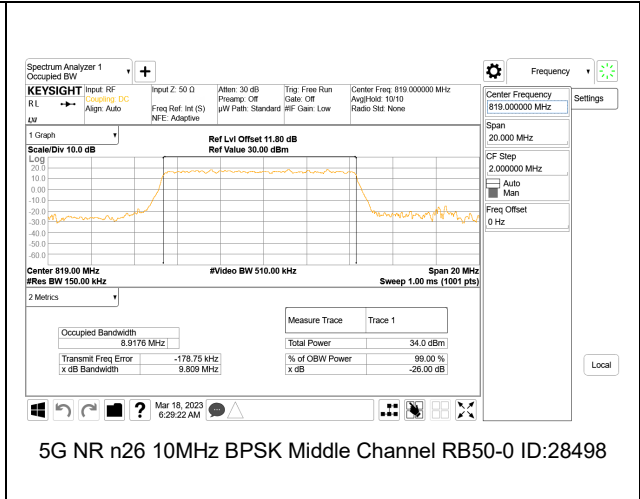 Spectrum Analyzer 1
Occupied BW
+
Frequency
KEYSIGHT Input: RF Input Z: 50 Ω Atten: 30 dB Trig: Free Run Center Freq: 819.000000 MHz
RL Coupling: DC Preamp: Off Gate: Off Avg|Hold: 10/10
Align: Auto Freq Ref: Int (S) µW Path: Standard #IF Gain: Low Radio Std: None
NFE: Adaptive
Center Frequency
819.000000 MHz
Settings
Span
20.000 MHz
CF Step
2.000000 MHz
Auto
Man
Freq Offset
0 Hz
1 Graph
Ref Lvl Offset 11.80 dB
Scale/Div 10.0 dB Ref Value 30.00 dBm
Log
20.0
10.0
0.00
-10.0
-20.0
-30.0
-40.0
-50.0
-60.0
Center 819.00 MHz #Video BW 510.00 kHz Span 20 MHz
#Res BW 150.00 kHz Sweep 1.00 ms (1001 pts)
2 Metrics
Measure Trace Trace 1
Occupied Bandwidth
8.9176 MHz Total Power 34.0 dBm
Transmit Freq Error -178.75 kHz % of OBW Power 99.00 %
x dB Bandwidth 9.809 MHz x dB -26.00 dB
Local
? Mar 18, 2023
6:29:22 AM
5G NR n26 10MHz BPSK Middle Channel RB50-0 ID:28498